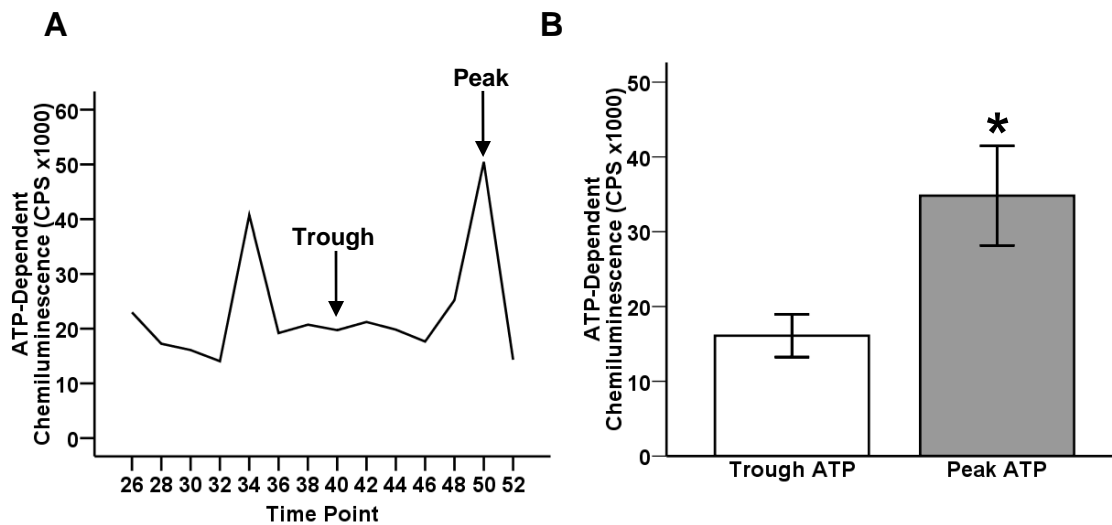 A
ATP-Dependent
Chemiluminescence (CPS x1000)
60
50
40
30
20
10
0
Peak
Trough
26 28 30 32 34 36 38 40 42 44 46 48 50 52
Time Point
B
ATP-Dependent
Chemiluminescence (CPS x1000)
50
40
30
20
10
0
*
Trough ATP Peak ATP